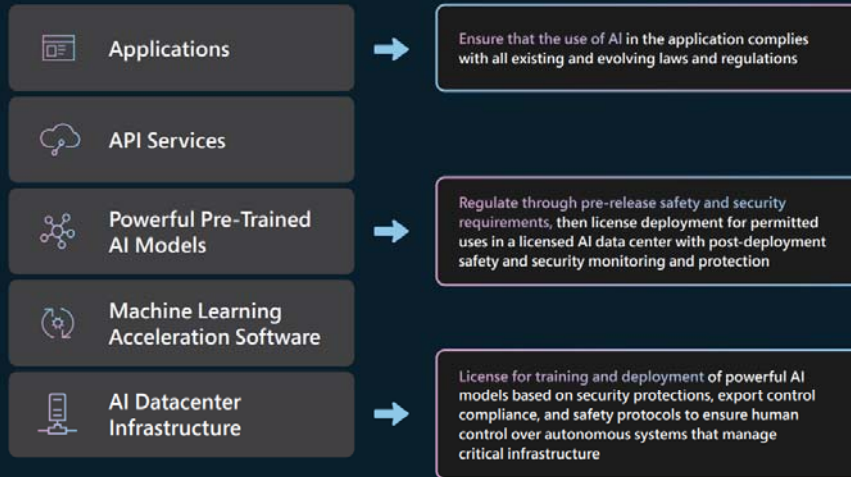 Applications
Ensure that the use of AI in the application complies
with all existing and evolving laws and regulations
API Services
Powerful Pre-Trained
AI Models
Regulate through pre-release safety and security
requirements, then license deployment for permitted
uses in a licensed AI data center with post-deployment
safety and security monitoring and protection
Machine Learning
Acceleration Software
AI Datacenter
Infrastructure
License for training and deployment of powerful AI
models based on security protections, export control
compliance, and safety protocols to ensure human
control over autonomous systems that manage
critical infrastructure